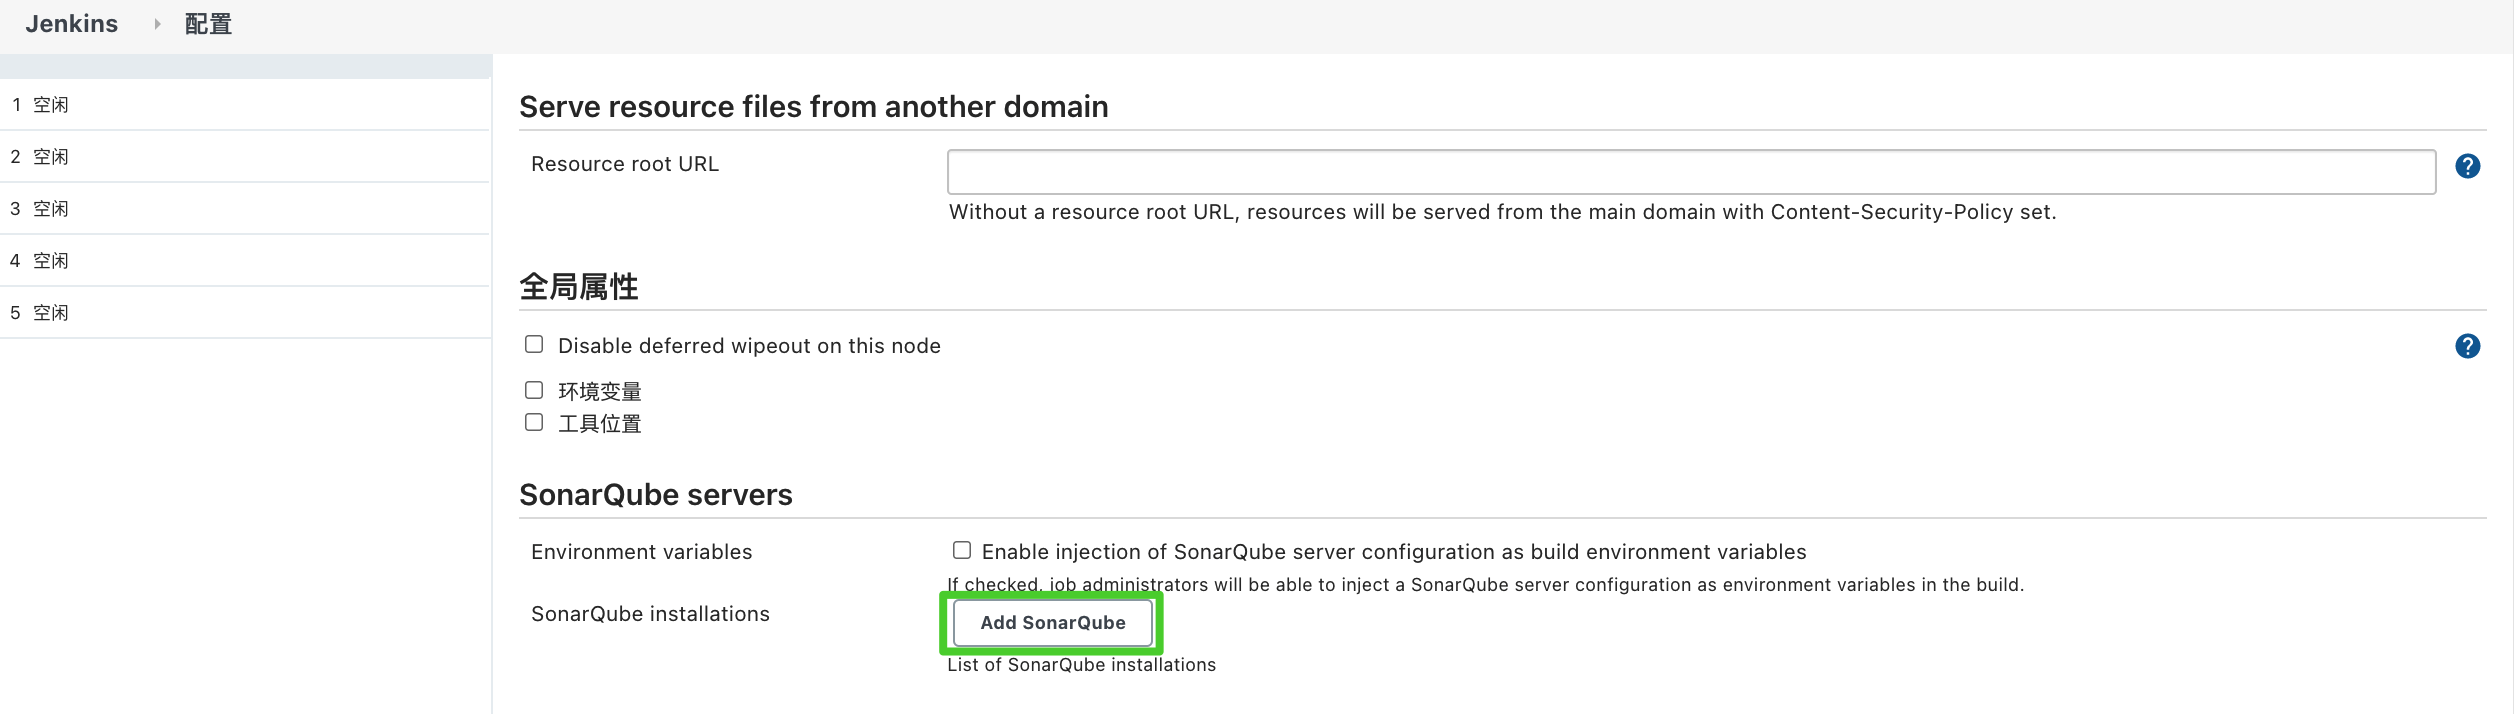 Jenkins 配置
1 空闲
2 空闲
3 空闲
4 空闲
5 空闲
Serve resource files from another domain
Resource root URL
?
Without a resource root URL, resources will be served from the main domain with Content-Security-Policy set.
全局属性
Disable deferred wipeout on this node
?
环境变量
工具位置
SonarQube servers
Environment variables
Enable injection of SonarQube server configuration as build environment variables
If checked, job administrators will be able to inject a SonarQube server configuration as environment variables in the build.
SonarQube installations
Add SonarQube
List of SonarQube installations